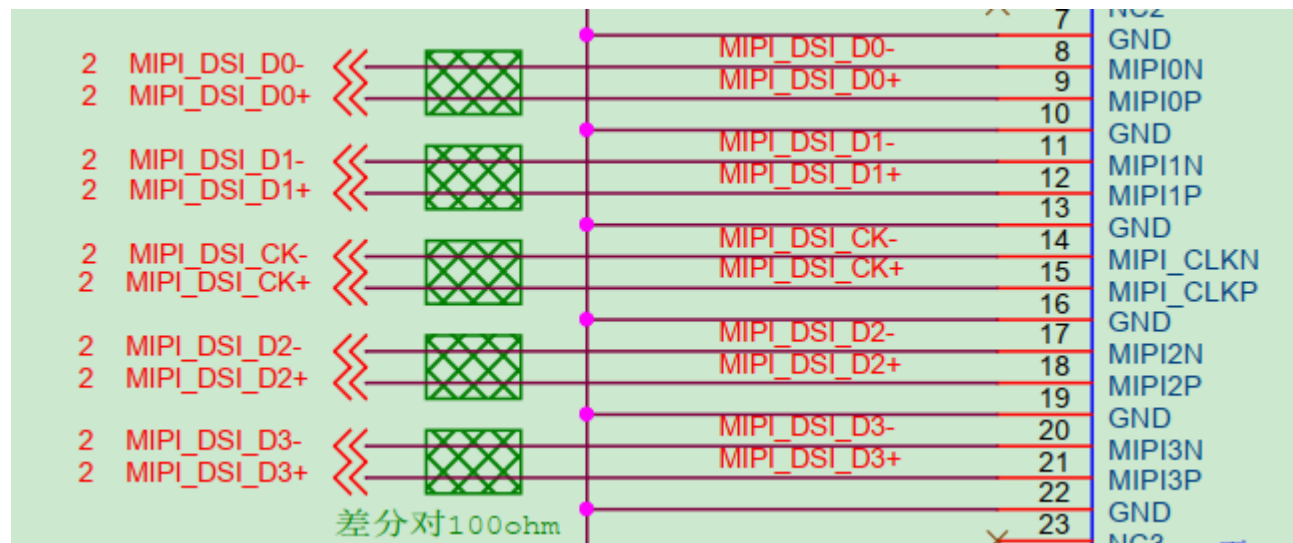 7 NC2
GND
2 MIPI_DSI_D0- MIPI_DSI_D0- 8 MIPI0N
2 MIPI_DSI_D0+ MIPI_DSI_D0+ 9 MIPI0P
10 GND
2 MIPI_DSI_D1- MIPI_DSI_D1- 11 MIPI1N
2 MIPI_DSI_D1+ MIPI_DSI_D1+ 12 MIPI1P
13 GND
2 MIPI_DSI_CK- MIPI_DSI_CK- 14 MIPI_CLKN
2 MIPI_DSI_CK+ MIPI_DSI_CK+ 15 MIPI_CLKP
16 GND
2 MIPI_DSI_D2- MIPI_DSI_D2- 17 MIPI2N
2 MIPI_DSI_D2+ MIPI_DSI_D2+ 18 MIPI2P
19 GND
2 MIPI_DSI_D3- MIPI_DSI_D3- 20 MIPI3N
2 MIPI_DSI_D3+ MIPI_DSI_D3+ 21 MIPI3P
22 GND
差分对100ohm 23 NC3